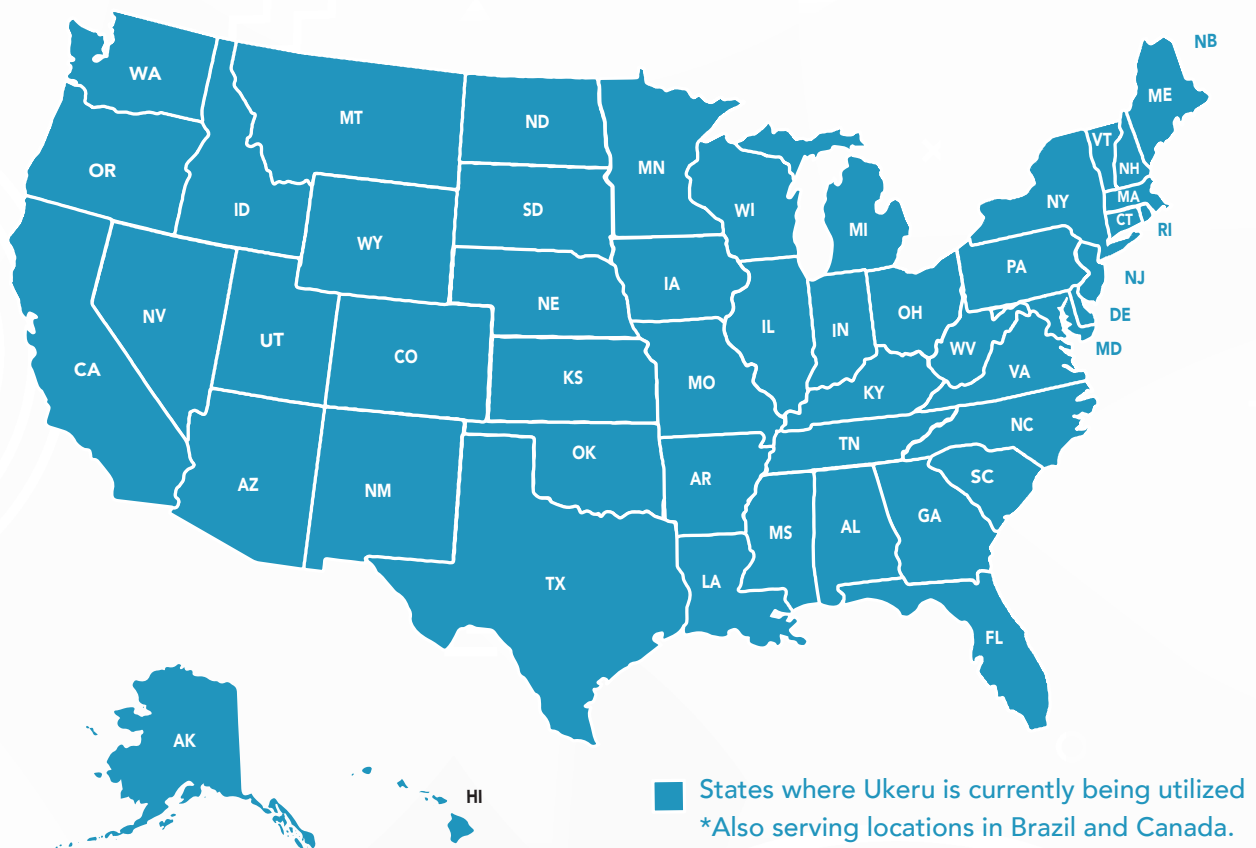 NB
WA
ME
MT
ND
VT
MN
NH
OR
MA
NY
ID
SD
WI
CT
MI
RI
WY
PA
NJ
IA
NE
DE
NV
OH
IL
IN
UT
WV
MD
CO
CA
VA
KS
MO
KY
NC
TN
OK
SC
AR
AZ
NM
GA
AL
MS
LA
TX
FL
AK
HI
States where Ukeru is currently being utilized
*Also serving locations in Brazil and Canada.